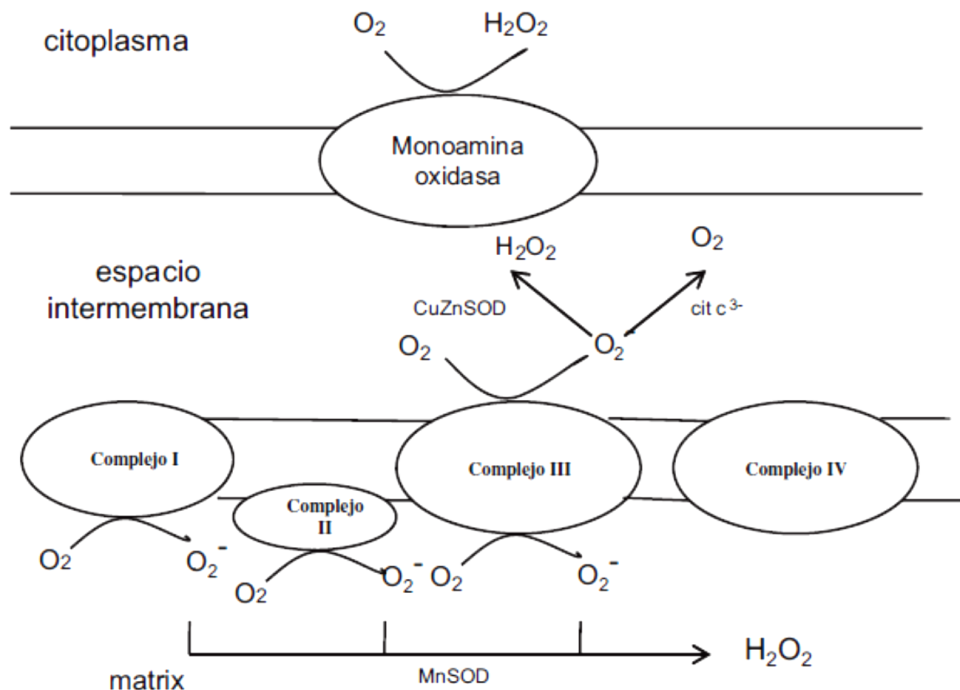 citoplasma
O₂ H₂O₂
Monoamina
oxidasa
espacio
intermembrana
H₂O₂ O₂
CuZnSOD cit c³⁻
O₂ O₂⁻
Complejo I
Complejo
II
Complejo III
Complejo IV
O₂ O₂⁻ O₂ O₂⁻ O₂ O₂⁻
MnSOD
H₂O₂
matrix